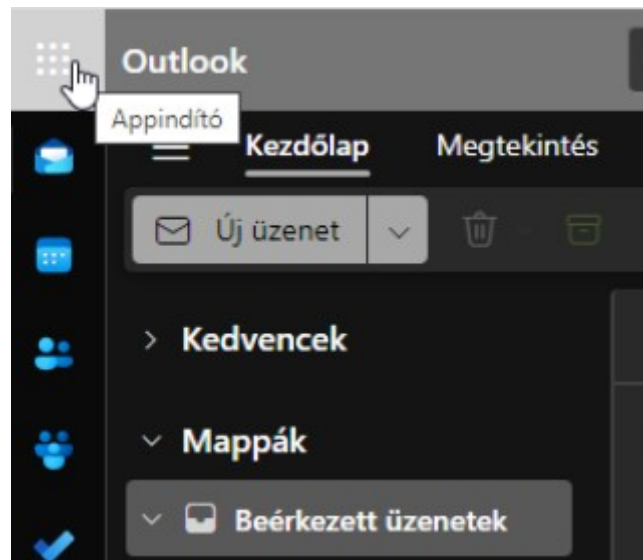 Outlook
Appindító
Kezdőlap Megtekintés
Új üzenet
Kedvencek
Mappák
Beérkezett üzenetek